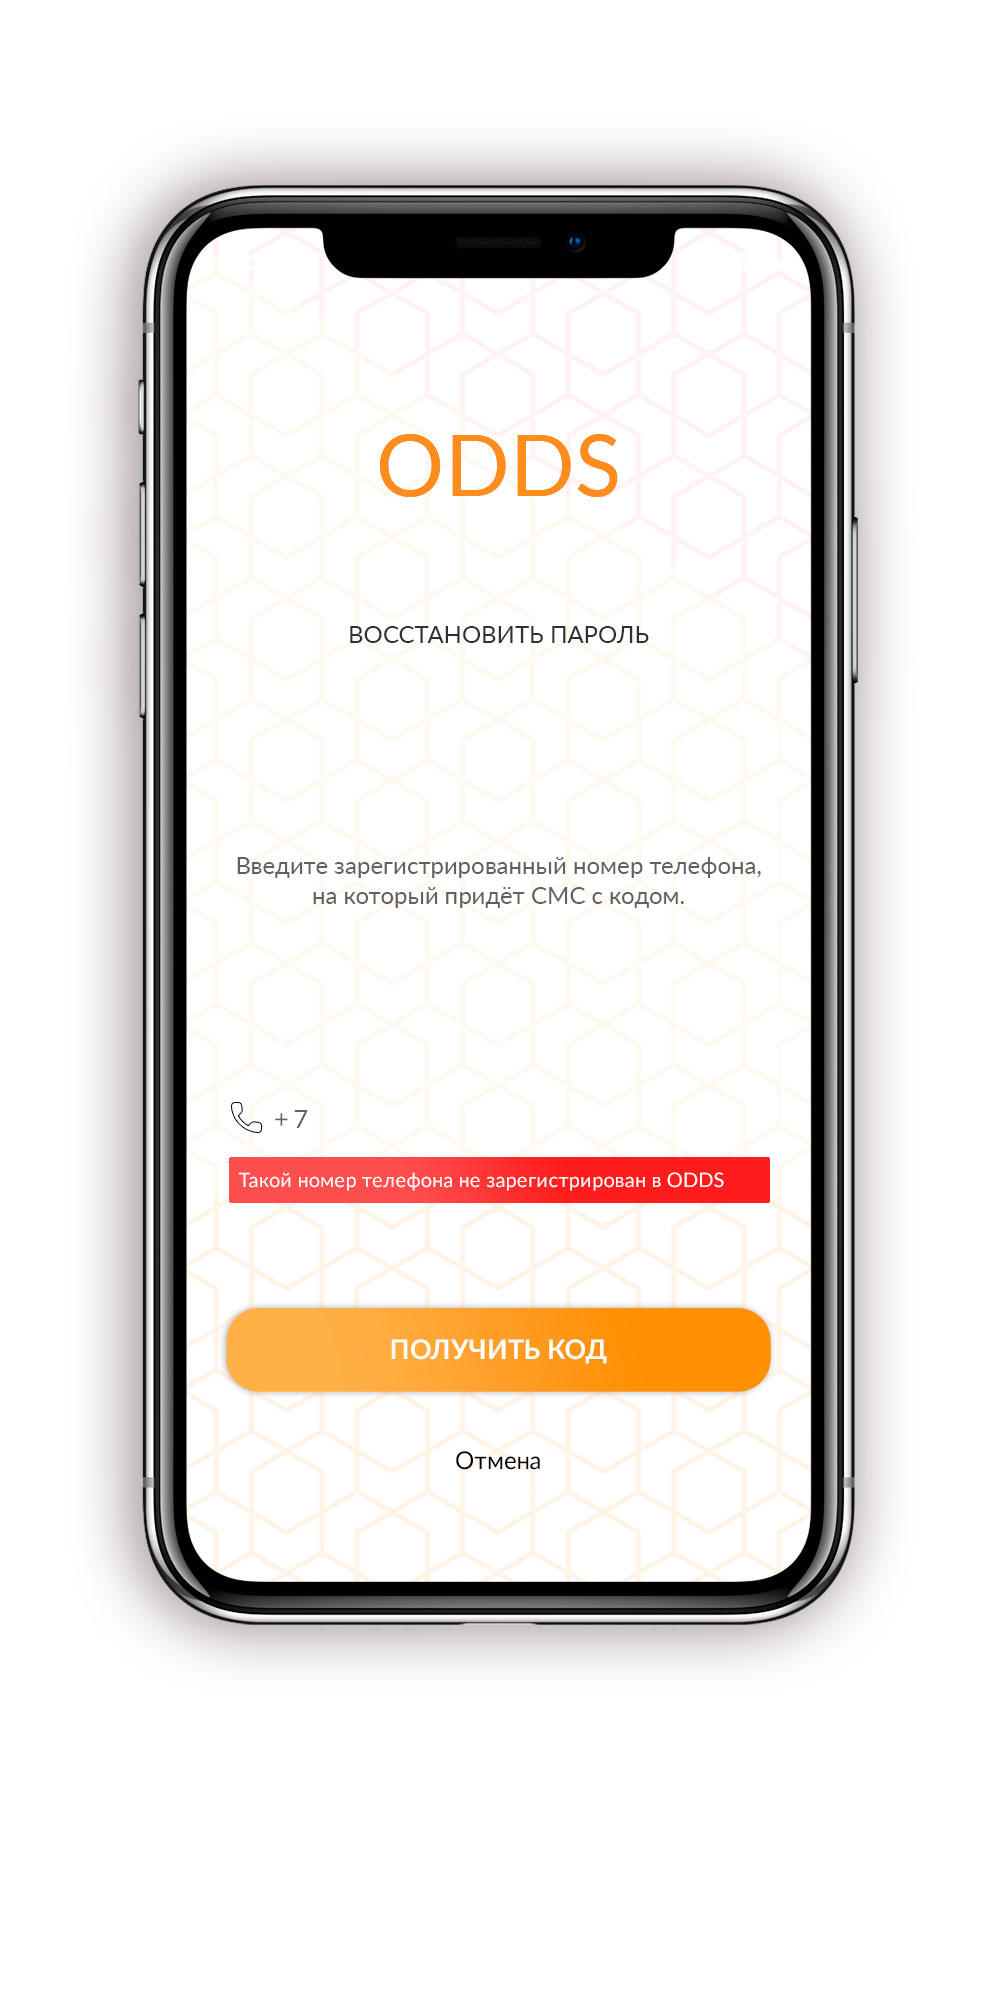 ODDS
ВОССТАНОВИТЬ ПАРОЛЬ
Введите зарегистрированный номер телефона,
на который придёт СМС с кодом.
+ 7
Такой номер телефона не зарегистрирован в ODDS
ПОЛУЧИТЬ КОД
Отмена